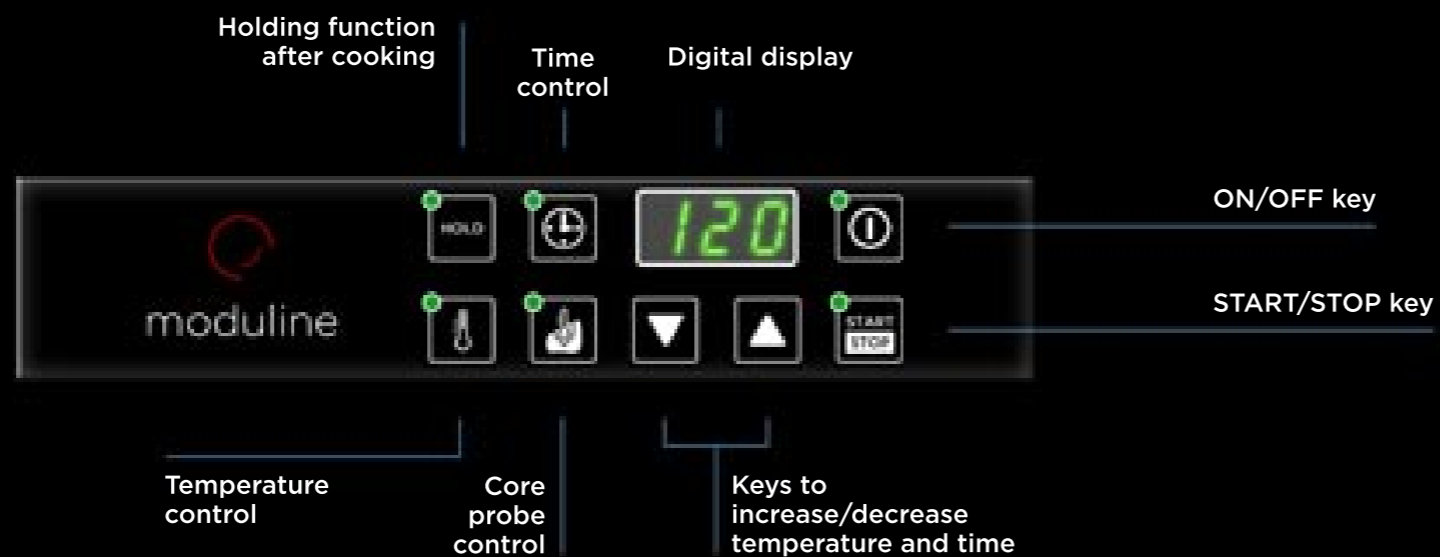 Holding function
after cooking
Time
control
Digital display
HOLD
120
ON/OFF key
moduline
START
STOP
START/STOP key
Temperature
control
Core
probe
control
Keys to
increase/decrease
temperature and time